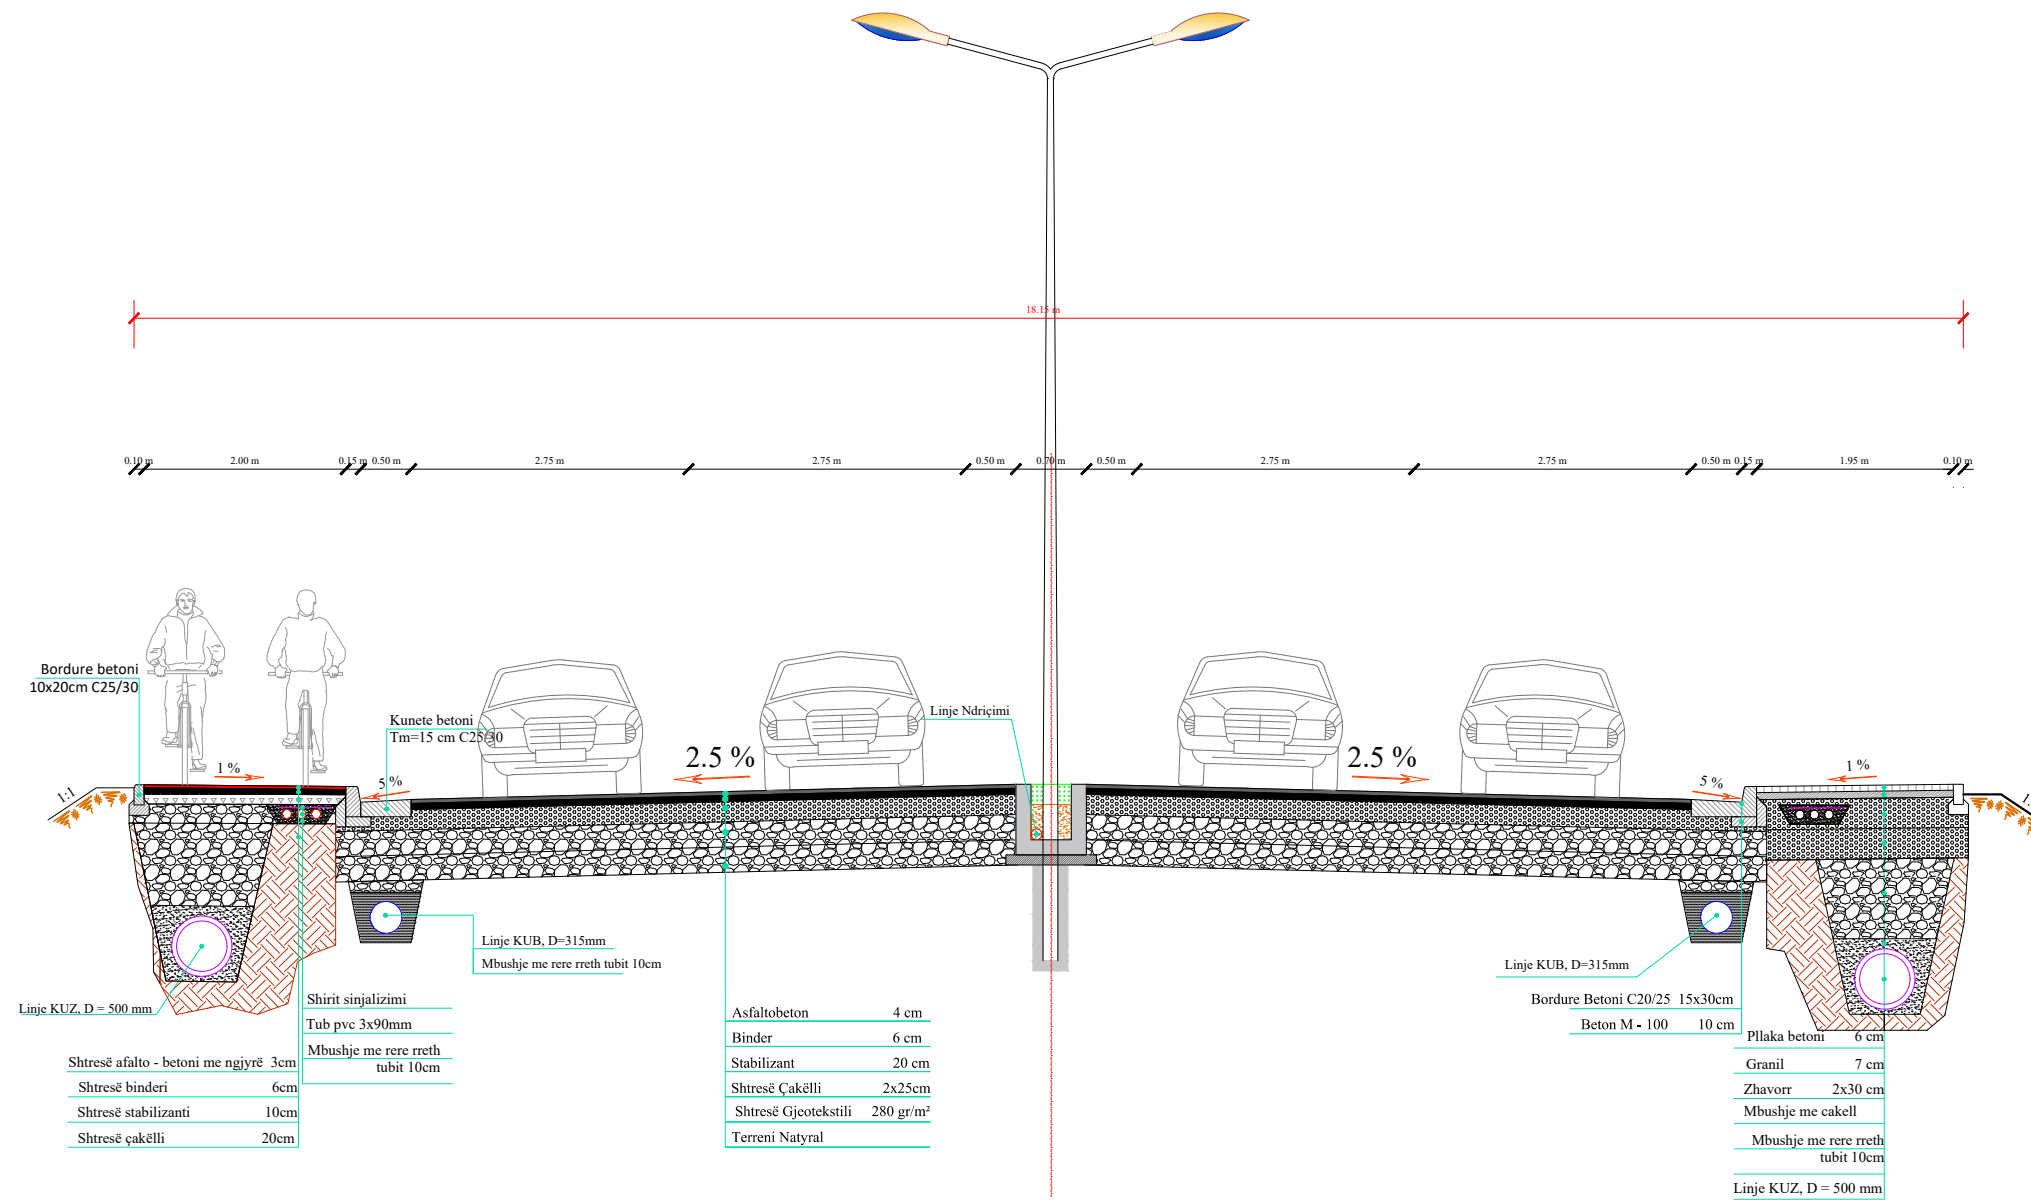 18.15 m
0.10 m
2.00 m
0.15 m
0.50 m
2.75 m
2.75 m
0.50 m
0.70 m
0.50 m
2.75 m
2.75 m
0.50 m
0.15 m
1.95 m
0.10 m
Bordure betoni
10x20cm C25/30
Kunete betoni
Tm=15 cm C25/30
Linje Ndriçimi
2.5 %
2.5 %
1 %
5 %
5 %
1 %
1:1
Linje KUB, D=315mm
Mbushje me rere rreth tubit 10cm
Linje KUB, D=315mm
Linje KUZ, D = 500 mm
Shirit sinjalizimi
Tub pvc 3x90mm
Mbushje me rere rreth
tubit 10cm
Shtresë afalto - betoni me ngjyrë 3cm
Shtresë binderi 6cm
Shtresë stabilizanti 10cm
Shtresë çakëlli 20cm
Asfaltobeton 4 cm
Binder 6 cm
Stabilizant 20 cm
Shtresë Çakëlli 2x25cm
Shtresë Gjeotekstili 280 gr/m²
Terreni Natyral
Bordure Betoni C20/25 15x30cm
Beton M - 100 10 cm
Pllaka betoni 6 cm
Granil 7 cm
Zhavorr 2x30 cm
Mbushje me cakell
Mbushje me rere rreth
tubit 10cm
Linje KUZ, D = 500 mm